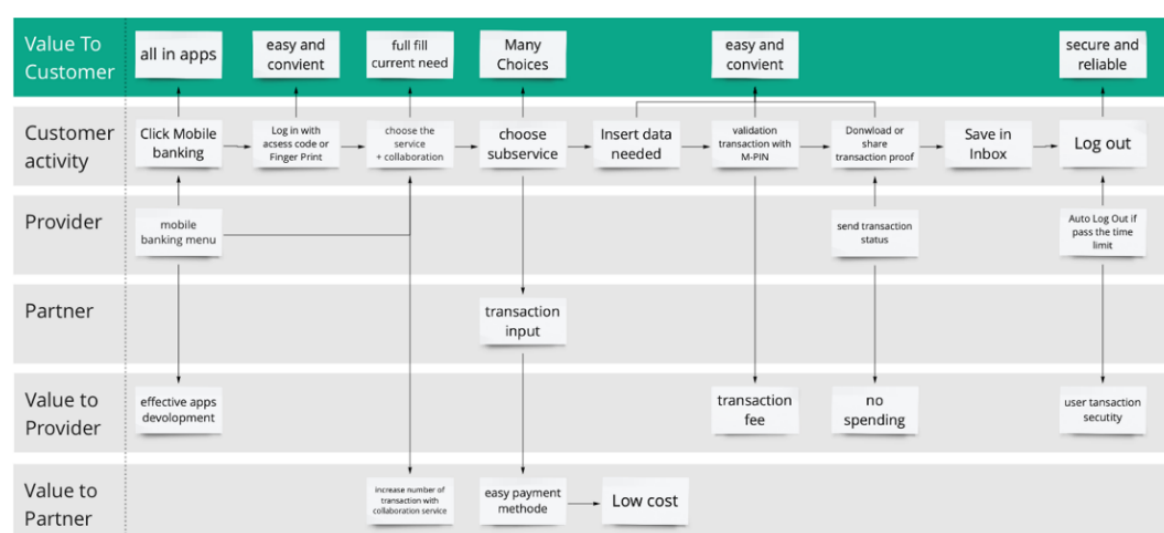 Value To
Customer
all in apps
easy and
convient
full fill
current need
Many
Choices
easy and
convient
secure and
reliable
Customer
activity
Click Mobile
banking
Log in with
acsess code or
Finger Print
choose the
service
+ collaboration
choose
subservice
Insert data
needed
validation
transaction with
M-PIN
Donwload or
share
transaction proof
Save in
Inbox
Log out
Provider
mobile
banking menu
send transaction
status
Auto Log Out if
pass the time
limit
Partner
transaction
input
Value to
Provider
effective apps
devolopment
transaction
fee
no
spending
user tansaction
secutity
Value to
Partner
increase number of
transaction with
collaboration service
easy payment
methode
Low cost